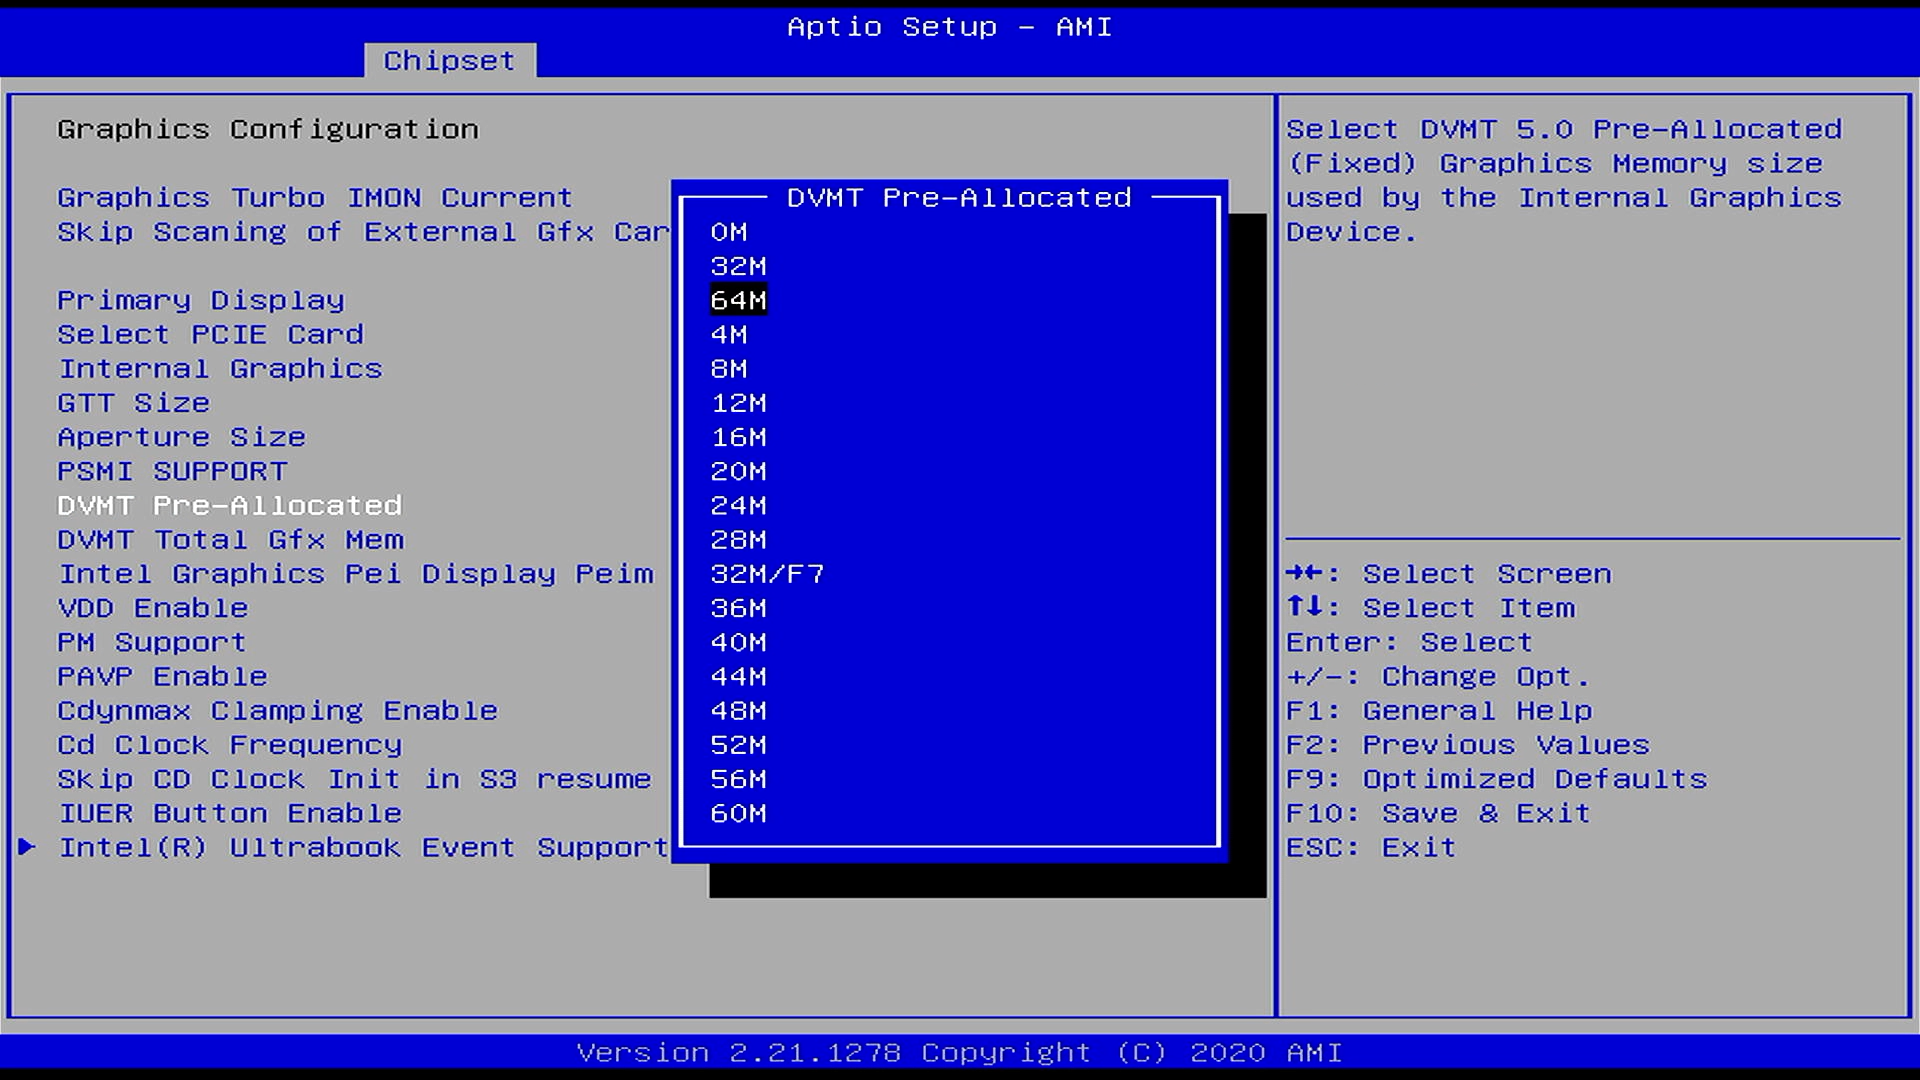 Aptio Setup - AMI
Chipset
Graphics Configuration
Graphics Turbo IMON Current
Skip Scaning of External Gfx Car
Primary Display
Select PCIE Card
Internal Graphics
GTT Size
Aperture Size
PSMI SUPPORT
DVMT Pre-Allocated
DVMT Total Gfx Mem
Intel Graphics Pei Display Peim
VDD Enable
PM Support
PAVP Enable
Cdynmax Clamping Enable
Cd Clock Frequency
Skip CD Clock Init in S3 resume
IUER Button Enable
Intel(R) Ultrabook Event Support
DVMT Pre-Allocated
0M
32M
64M
4M
8M
12M
16M
20M
24M
28M
32M/F7
36M
40M
44M
48M
52M
56M
60M
Select DVMT 5.0 Pre-Allocated
(Fixed) Graphics Memory size
used by the Internal Graphics
Device.
→←: Select Screen
↑↓: Select Item
Enter: Select
+/-: Change Opt.
F1: General Help
F2: Previous Values
F9: Optimized Defaults
F10: Save & Exit
ESC: Exit
Version 2.21.1278 Copyright (C) 2020 AMI